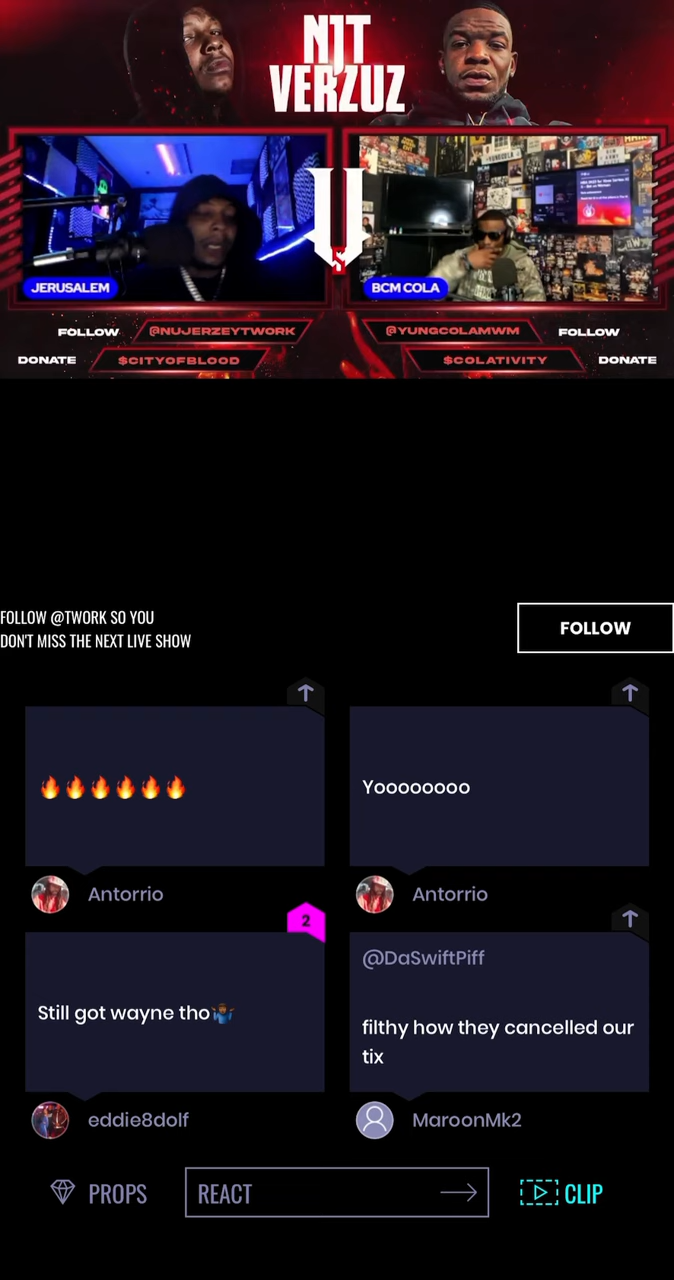 NJT
VERZUZ
VS
JERUSALEM
BCM COLA
FOLLOW
@NUJERZEYTWORK
@YUNGCOLAMWM
FOLLOW
DONATE
$CITYOFBLOOD
$COLATIVITY
DONATE
FOLLOW @TWORK SO YOU
DON'T MISS THE NEXT LIVE SHOW
FOLLOW
🔥🔥🔥🔥🔥🔥
Yoooooooo
Antorrio
Antorrio
2
Still got wayne tho🤷🏾‍♂️
@DaSwiftPiff
filthy how they cancelled our
tix
eddie8dolf
MaroonMk2
PROPS
REACT
CLIP